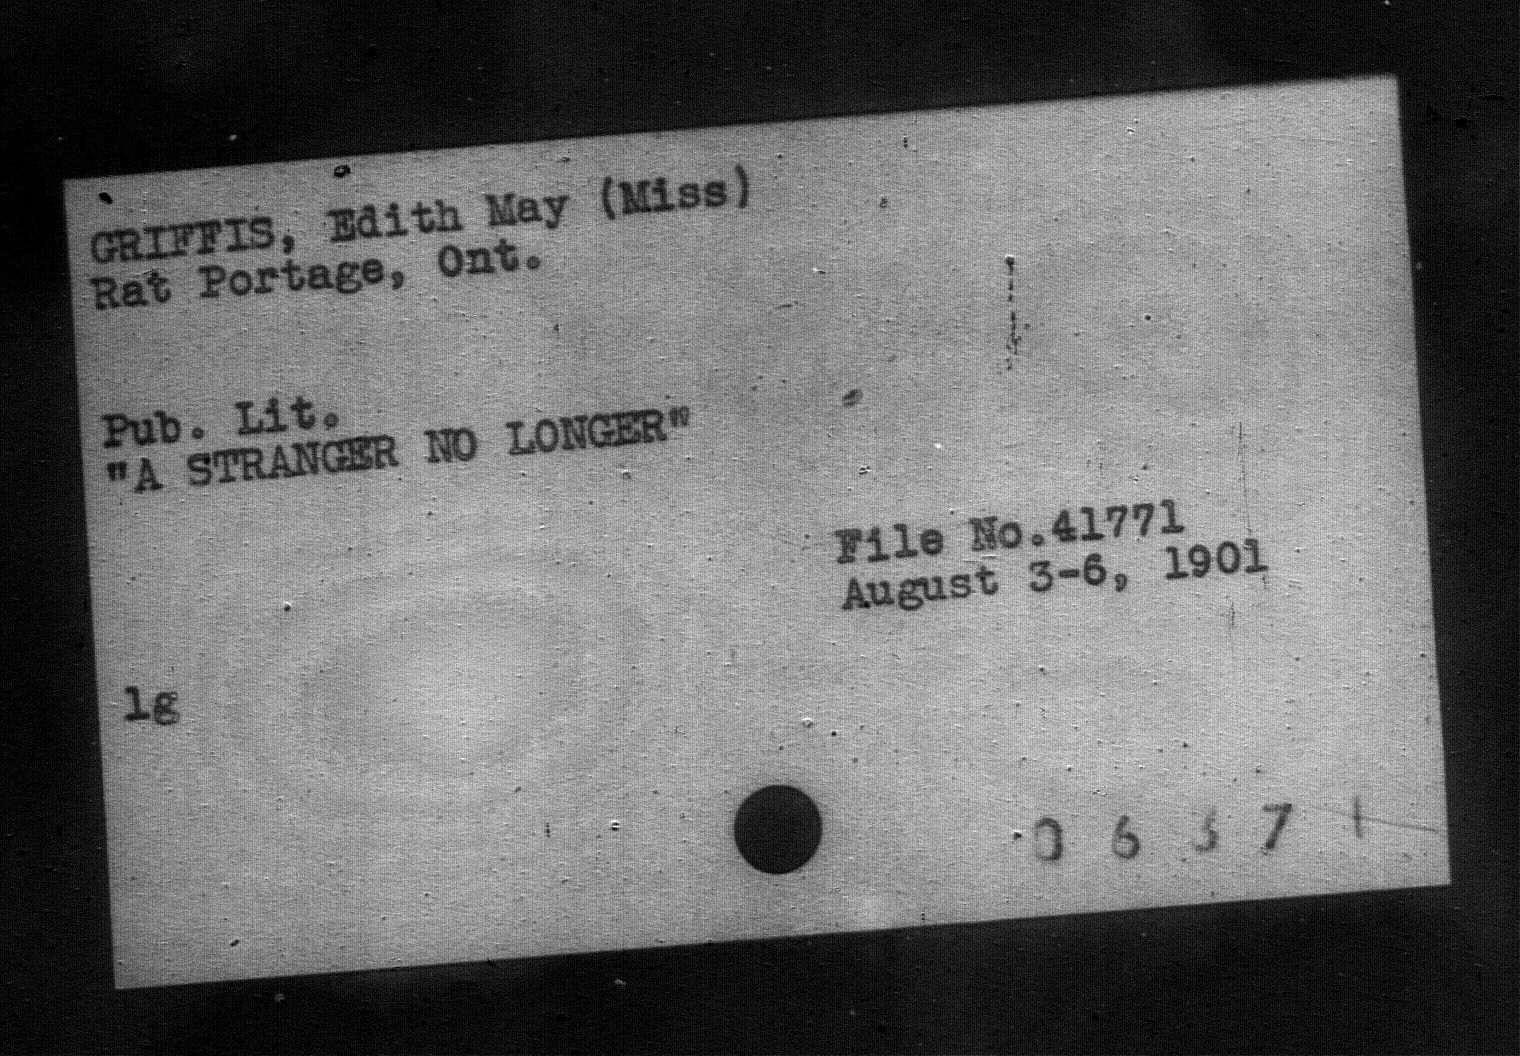 GRIFFIS, Edith May (Miss)
Rat Portage, Ont.
Pub. Lit.
"A STRANGER NO LONGER"
File No.41771
August 3-6, 1901
lg